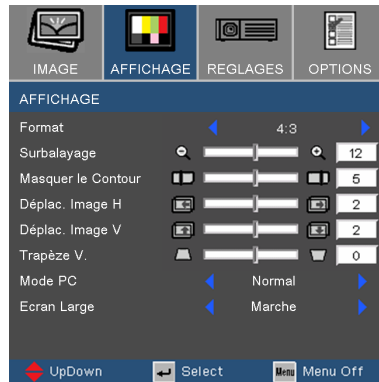 IMAGE AFFICHAGE REGLAGES OPTIONS
AFFICHAGE
Format 4:3
Surbalayage 12
Masquer le Contour 5
Déplac. Image H 2
Déplac. Image V 2
Trapèze V. 0
Mode PC Normal
Ecran Large Marche
UpDown Select Menu Menu Off